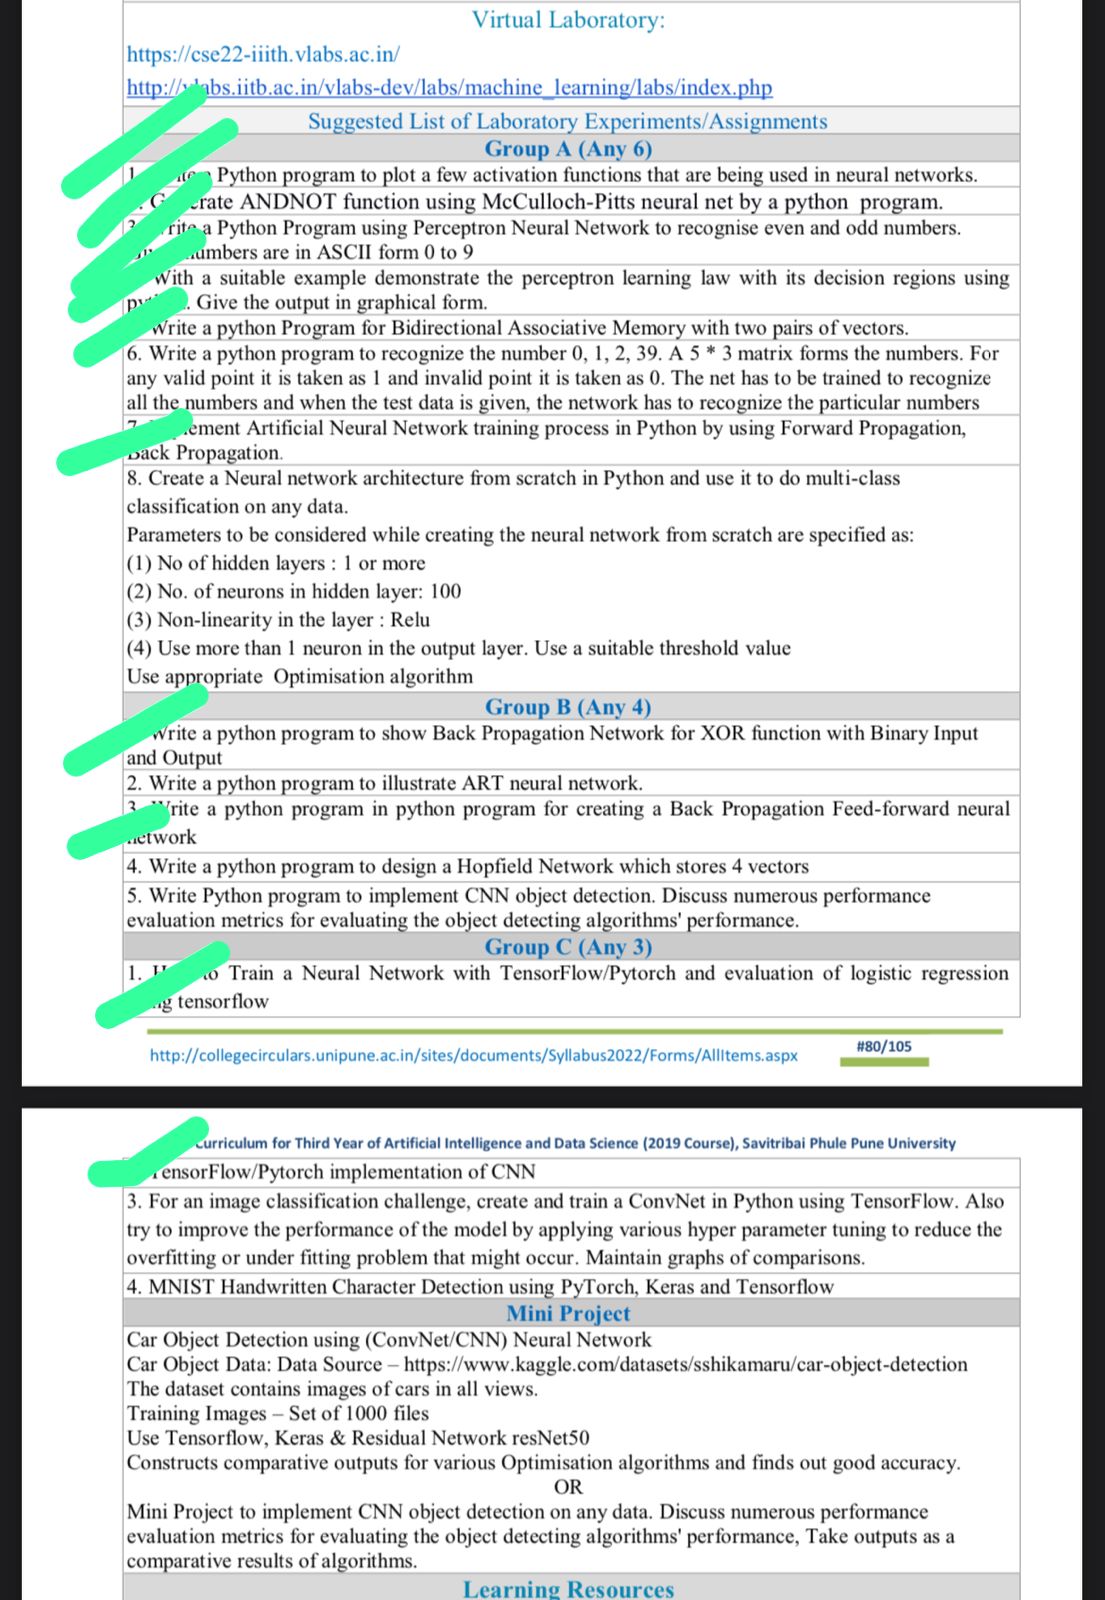 Virtual Laboratory:
https://cse22-iiith.vlabs.ac.in/
http://vlabs.iitb.ac.in/vlabs-dev/labs/machine_learning/labs/index.php
Suggested List of Laboratory Experiments/Assignments
Group A (Any 6)
1. Python program to plot a few activation functions that are being used in neural networks.
Generate ANDNOT function using McCulloch-Pitts neural net by a python program.
3. Write a Python Program using Perceptron Neural Network to recognise even and odd numbers.
numbers are in ASCII form 0 to 9
With a suitable example demonstrate the perceptron learning law with its decision regions using
Give the output in graphical form.
Write a python Program for Bidirectional Associative Memory with two pairs of vectors.
6. Write a python program to recognize the number 0, 1, 2, 39. A 5 * 3 matrix forms the numbers. For
any valid point it is taken as 1 and invalid point it is taken as 0. The net has to be trained to recognize
all the numbers and when the test data is given, the network has to recognize the particular numbers
7. Implement Artificial Neural Network training process in Python by using Forward Propagation,
Back Propagation.
8. Create a Neural network architecture from scratch in Python and use it to do multi-class
classification on any data.
Parameters to be considered while creating the neural network from scratch are specified as:
(1) No of hidden layers : 1 or more
(2) No. of neurons in hidden layer: 100
(3) Non-linearity in the layer : Relu
(4) Use more than 1 neuron in the output layer. Use a suitable threshold value
Use appropriate Optimisation algorithm
Group B (Any 4)
Write a python program to show Back Propagation Network for XOR function with Binary Input
and Output
2. Write a python program to illustrate ART neural network.
3. Write a python program in python program for creating a Back Propagation Feed-forward neural
network
4. Write a python program to design a Hopfield Network which stores 4 vectors
5. Write Python program to implement CNN object detection. Discuss numerous performance
evaluation metrics for evaluating the object detecting algorithms' performance.
Group C (Any 3)
1. How to Train a Neural Network with TensorFlow/Pytorch and evaluation of logistic regression
tensorflow
http://collegecirculars.unipune.ac.in/sites/documents/Syllabus2022/Forms/AllItems.aspx
#80/105
Curriculum for Third Year of Artificial Intelligence and Data Science (2019 Course), Savitribai Phule Pune University
TensorFlow/Pytorch implementation of CNN
3. For an image classification challenge, create and train a ConvNet in Python using TensorFlow. Also
try to improve the performance of the model by applying various hyper parameter tuning to reduce the
overfitting or under fitting problem that might occur. Maintain graphs of comparisons.
4. MNIST Handwritten Character Detection using PyTorch, Keras and Tensorflow
Mini Project
Car Object Detection using (ConvNet/CNN) Neural Network
Car Object Data: Data Source – https://www.kaggle.com/datasets/sshikamaru/car-object-detection
The dataset contains images of cars in all views.
Training Images – Set of 1000 files
Use Tensorflow, Keras & Residual Network resNet50
Constructs comparative outputs for various Optimisation algorithms and finds out good accuracy.
OR
Mini Project to implement CNN object detection on any data. Discuss numerous performance
evaluation metrics for evaluating the object detecting algorithms' performance, Take outputs as a
comparative results of algorithms.
Learning Resources